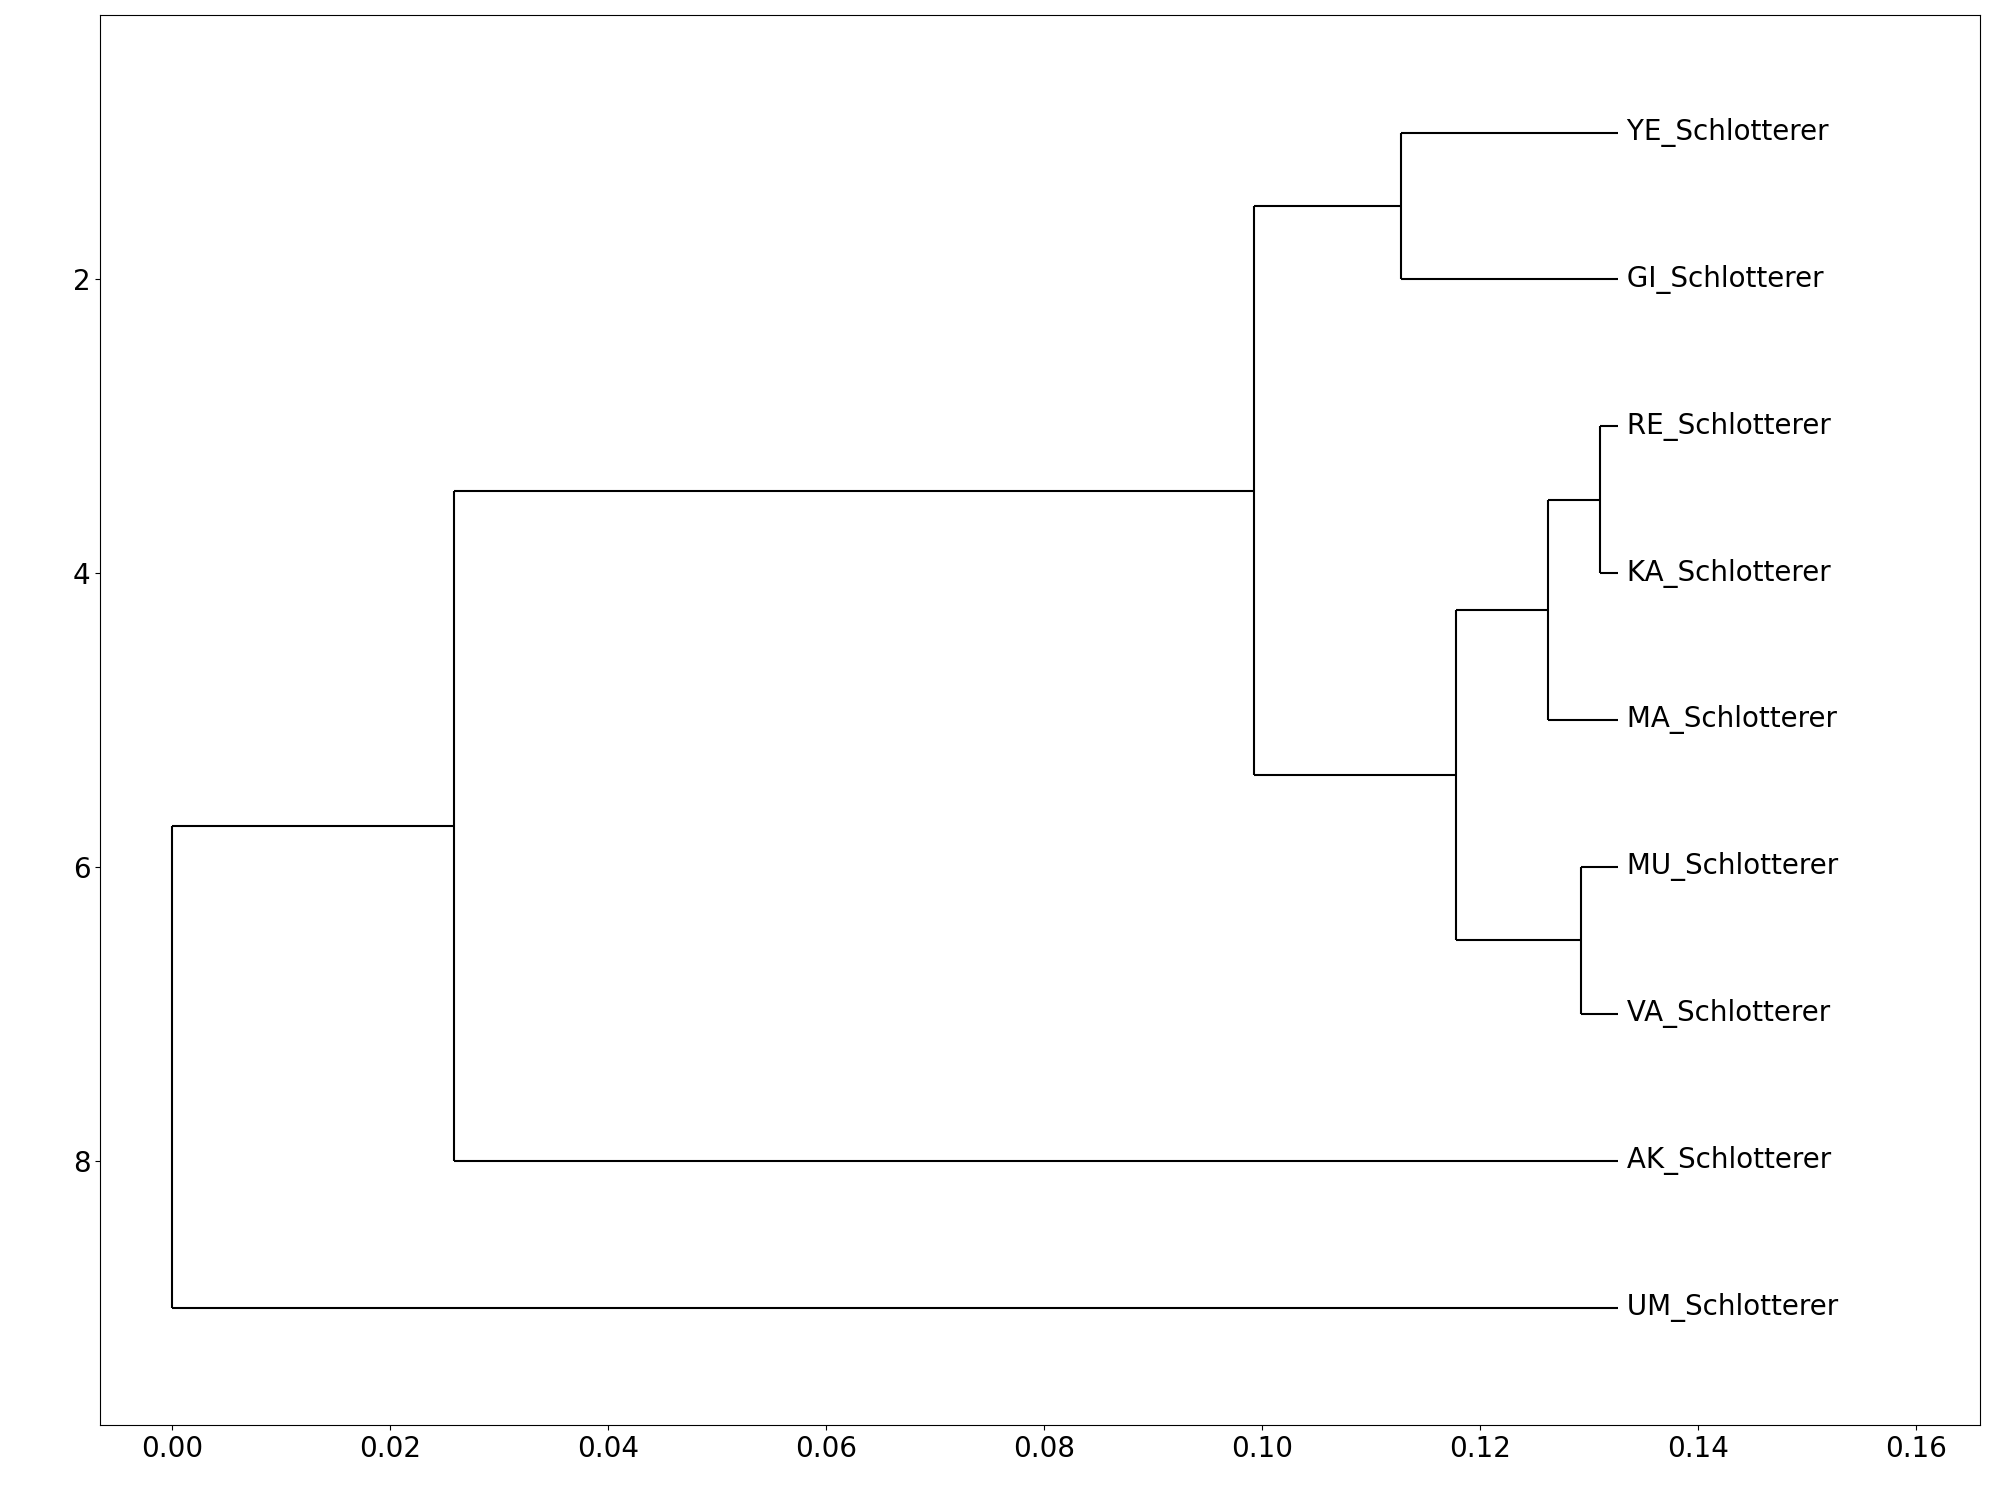 YE_Schlotterer
2 GI_Schlotterer
RE_Schlotterer
4 KA_Schlotterer
MA_Schlotterer
6 MU_Schlotterer
VA_Schlotterer
8 AK_Schlotterer
UM_Schlotterer
0.00 0.02 0.04 0.06 0.08 0.10 0.12 0.14 0.16